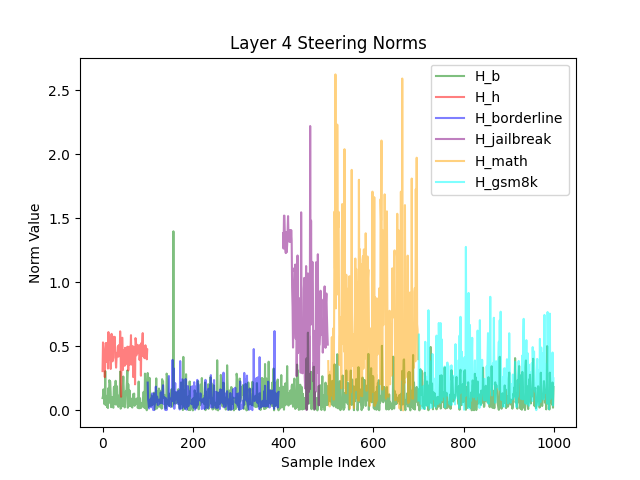 Layer 4 Steering Norms
H_b
H_h
H_borderline
H_jailbreak
H_math
H_gsm8k
Norm Value
2.5
2.0
1.5
1.0
0.5
0.0
0
200
400
600
800
1000
Sample Index